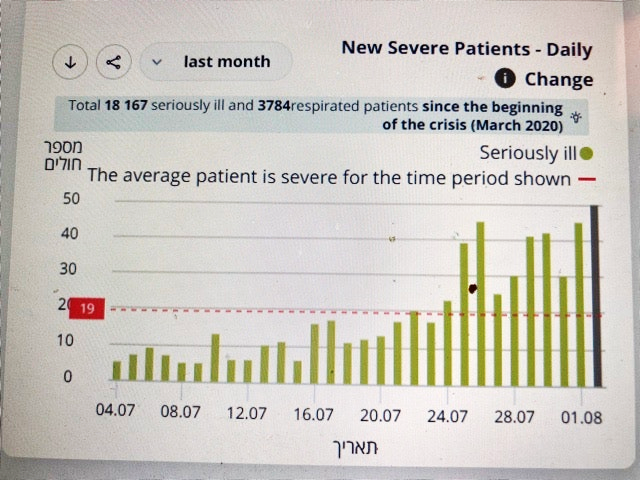 New Severe Patients - Daily
Change
last month
Total 18 167 seriously ill and 3784respirated patients since the beginning
of the crisis (March 2020)
מספר
חולים
Seriously ill
The average patient is severe for the time period shown
50
40
30
20
19
10
0
04.07 08.07 12.07 16.07 20.07 24.07 28.07 01.08
תאריך